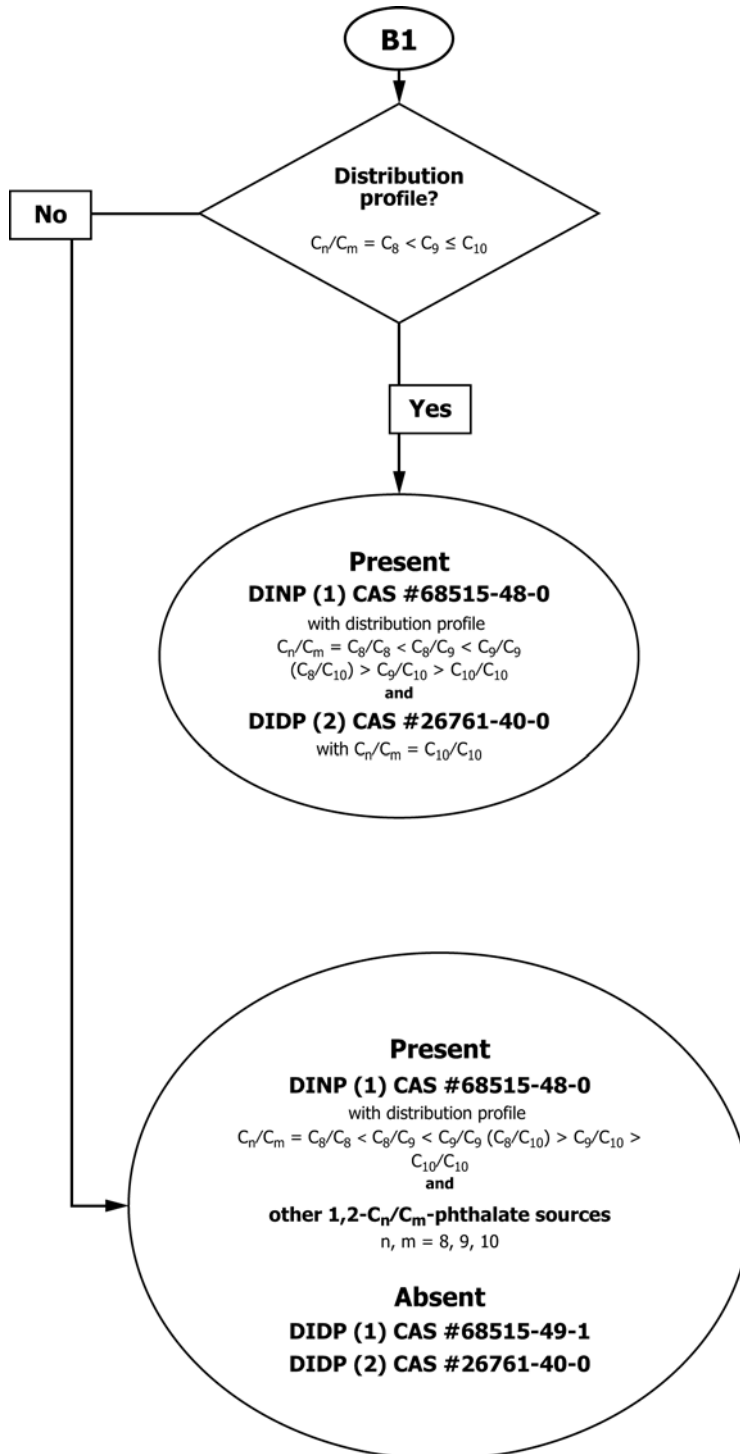 B1
Distribution
profile?
Cₙ/Cₘ = C₈ < C₉ ≤ C₁₀
No
Yes
Present
DINP (1) CAS #68515-48-0
with distribution profile
Cₙ/Cₘ = C₈/C₈ < C₈/C₉ < C₉/C₉
(C₈/C₁₀) > C₉/C₁₀ > C₁₀/C₁₀
and
DIDP (2) CAS #26761-40-0
with Cₙ/Cₘ = C₁₀/C₁₀
Present
DINP (1) CAS #68515-48-0
with distribution profile
Cₙ/Cₘ = C₈/C₈ < C₈/C₉ < C₉/C₉ (C₈/C₁₀) > C₉/C₁₀ >
C₁₀/C₁₀
and
other 1,2-Cₙ/Cₘ-phthalate sources
n, m = 8, 9, 10
Absent
DIDP (1) CAS #68515-49-1
DIDP (2) CAS #26761-40-0